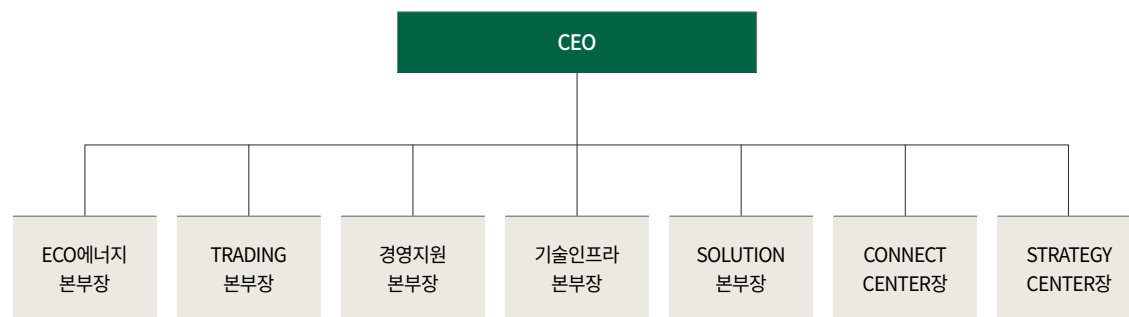 CEO
ECO에너지
본부장
TRADING
본부장
경영지원
본부장
기술인프라
본부장
SOLUTION
본부장
CONNECT
CENTER장
STRATEGY
CENTER장